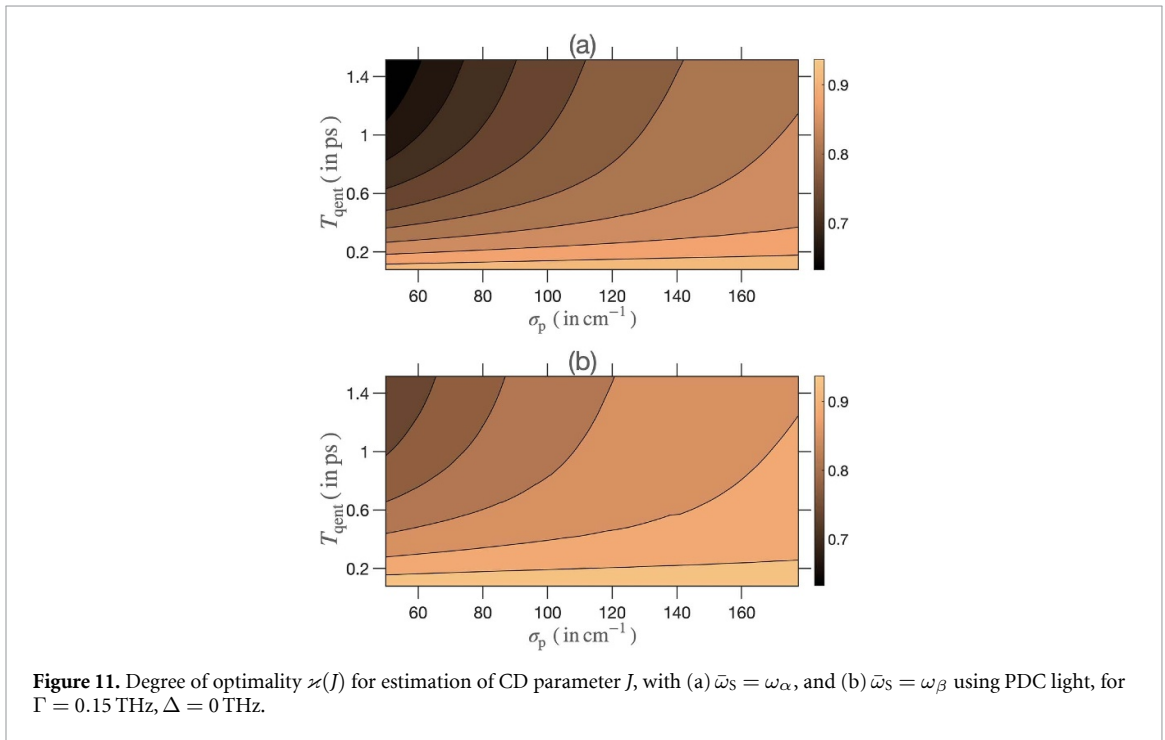 (a)
1.4
1
0.6
0.2
T_qent ( in ps )
60 80 100 120 140 160
σ_p ( in cm⁻¹ )
0.9
0.8
0.7
(b)
1.4
1
0.6
0.2
T_qent ( in ps )
60 80 100 120 140 160
σ_p ( in cm⁻¹ )
0.9
0.8
0.7
Figure 11. Degree of optimality ϰ(J) for estimation of CD parameter J, with (a) ω̄_S = ω_α, and (b) ω̄_S = ω_β using PDC light, for
Γ = 0.15 THz, Δ = 0 THz.